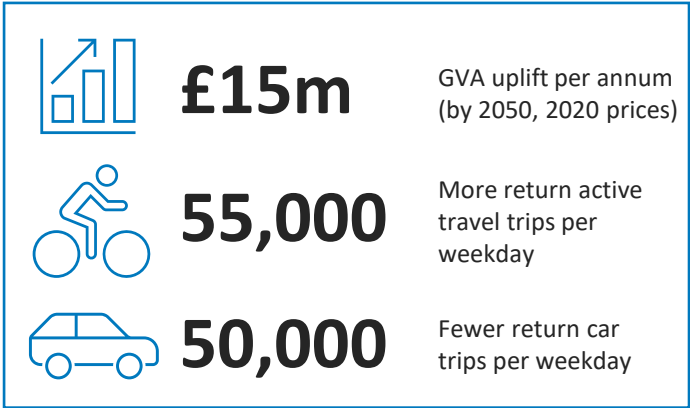 £15m
GVA uplift per annum
(by 2050, 2020 prices)
55,000
More return active
travel trips per
weekday
50,000
Fewer return car
trips per weekday